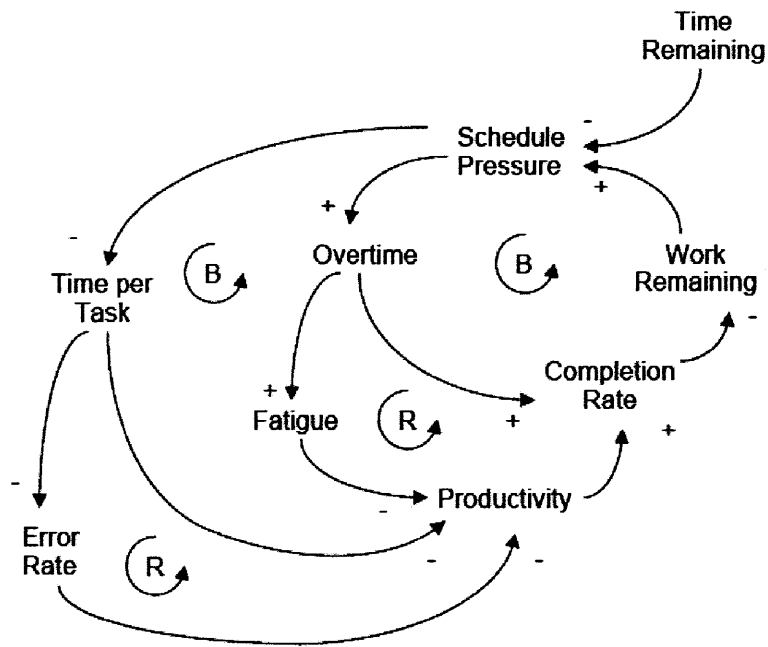 Time
Remaining
-
Schedule
Pressure
+
+
-
B
Overtime
B
Work
Remaining
Time per
Task
-
Completion
Rate
+
Fatigue
R
+
+
-
Productivity
-
Error
Rate
R
-
-